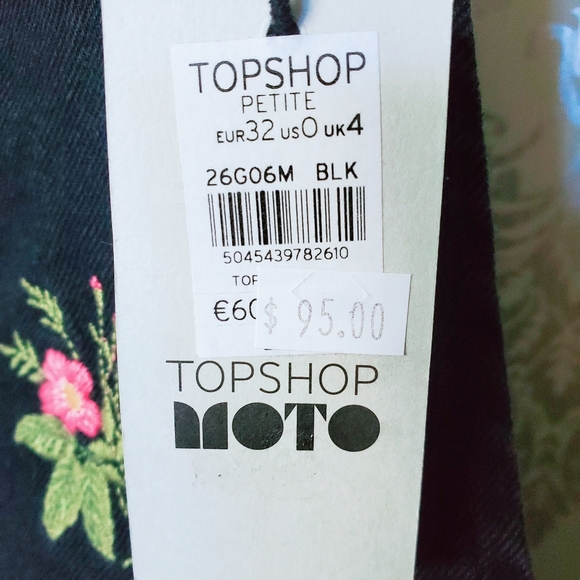 TOPSHOP
PETITE
EUR32 US0 UK4
26G06M BLK
5045439782610
€60
$ 95.00
TOPSHOP
MOTO